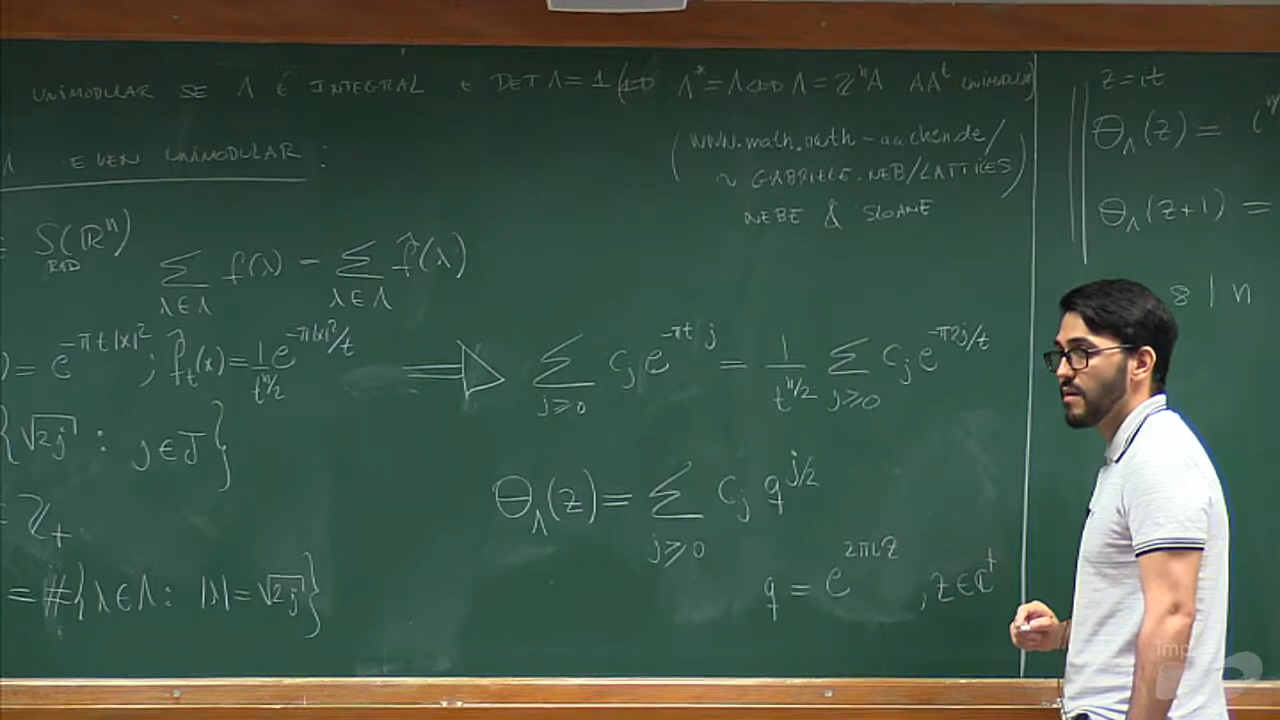 UNIMODULAR SE Λ É INTEGRAL e DET Λ = 1 (⇔ Λ* = Λ ⇔ Λ = ℤⁿA AAᵗ UNIMODULAR)
Λ EVEN UNIMODULAR :
(www.math.rwth-aachen.de/
~ GABRIELE.NEBE/LATTICES)
NEBE & SLOANE
S(ℝⁿ)
RAD
∑_{λ∈Λ} f(λ) = ∑_{λ∈Λ} f̂(λ)
) = e^{-πt|x|²} ; f̂_t(x) = 1/t^{n/2} e^{-π|x|²/t} ⟹ ∑_{j≥0} c_j e^{-πt j} = 1/t^{n/2} ∑_{j≥0} c_j e^{-π2j/t}
{√2j : j ∈ J}
= ℤ₊
Θ_Λ(z) = ∑_{j≥0} c_j q^{j/2}
= #{λ∈Λ : |λ| = √2j}
q = e^{2πiz} , z ∈ ℂ⁺
z = it
Θ_Λ(z) = (i
Θ_Λ(z+1) =
8 | n
impa